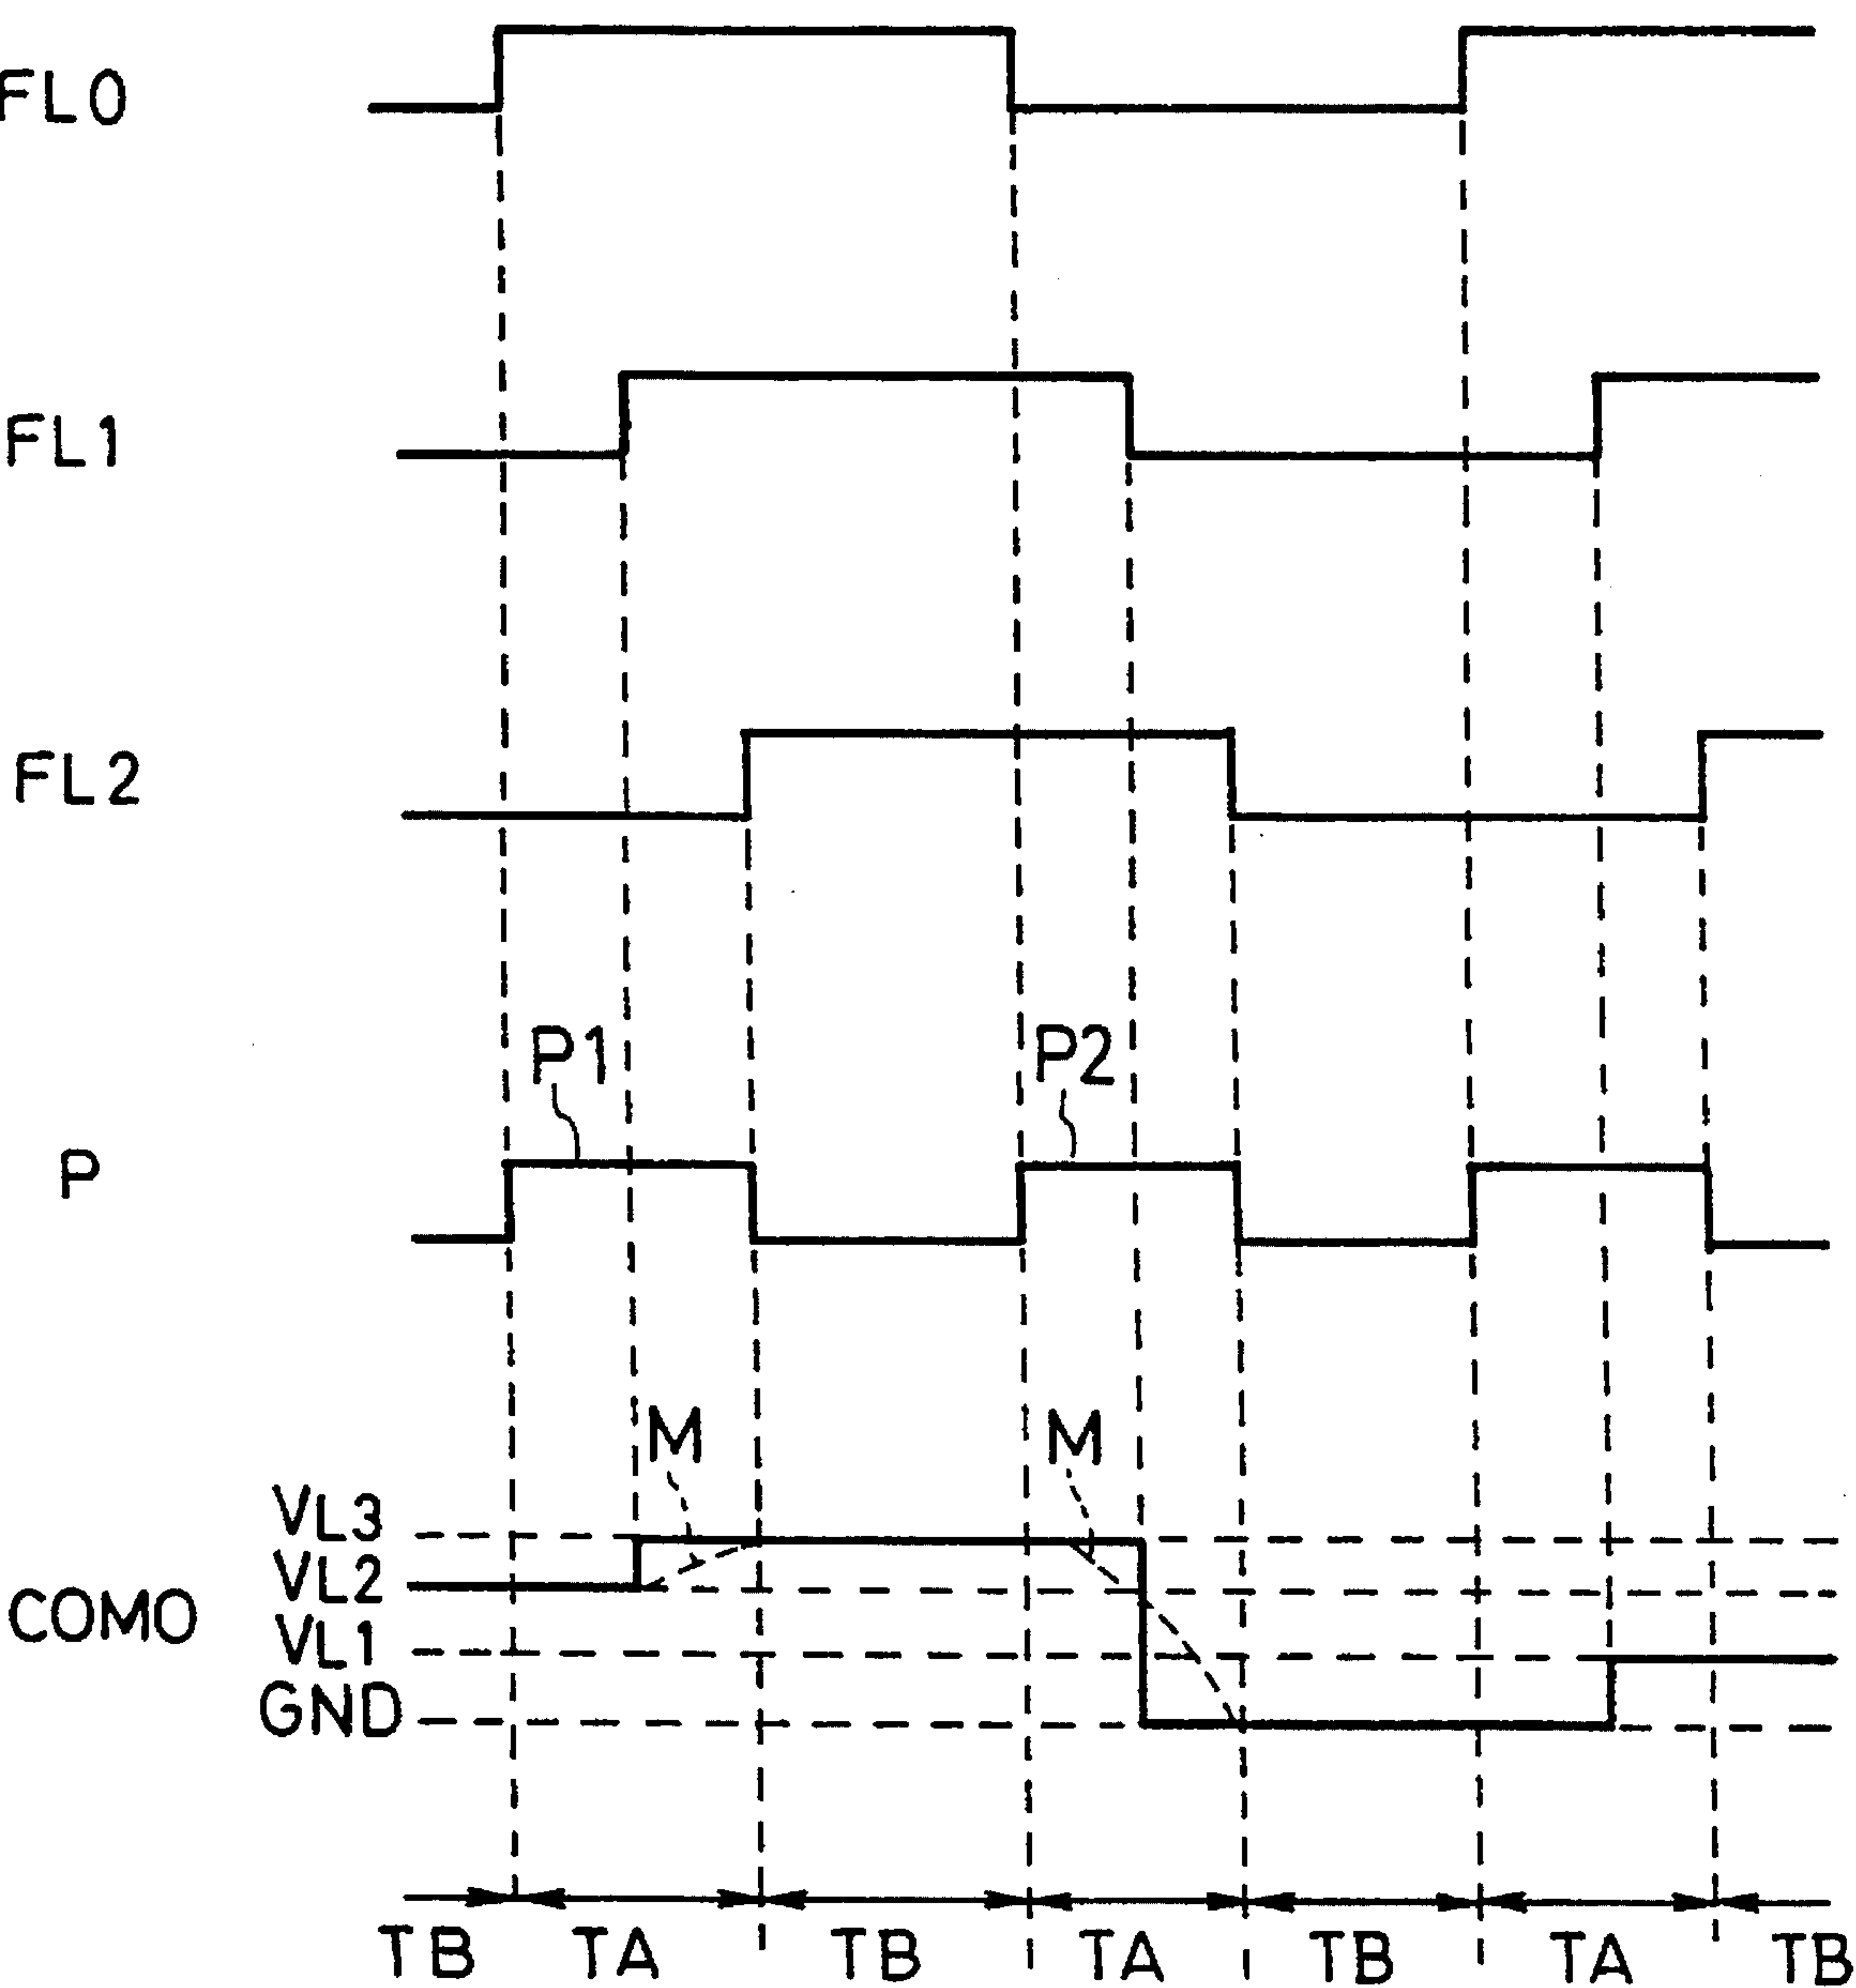 FL0
FL1
FL2
P1 P2
P
M M
VL3
VL2
COM0
VL1
GND
TB TA TB TA TB TA TB